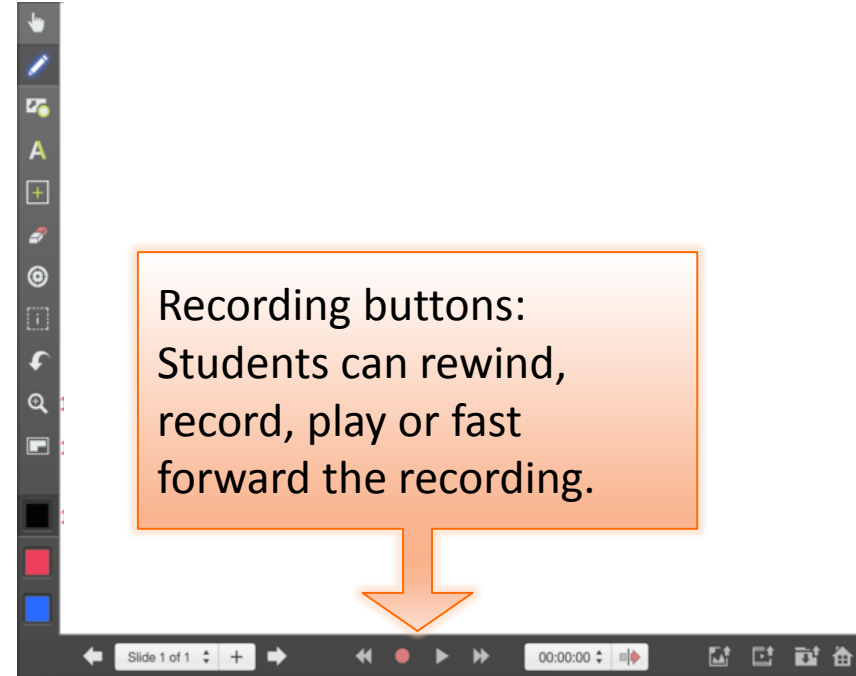 A
Recording buttons:
Students can rewind,
record, play or fast
forward the recording.
Slide 1 of 1
00:00:00